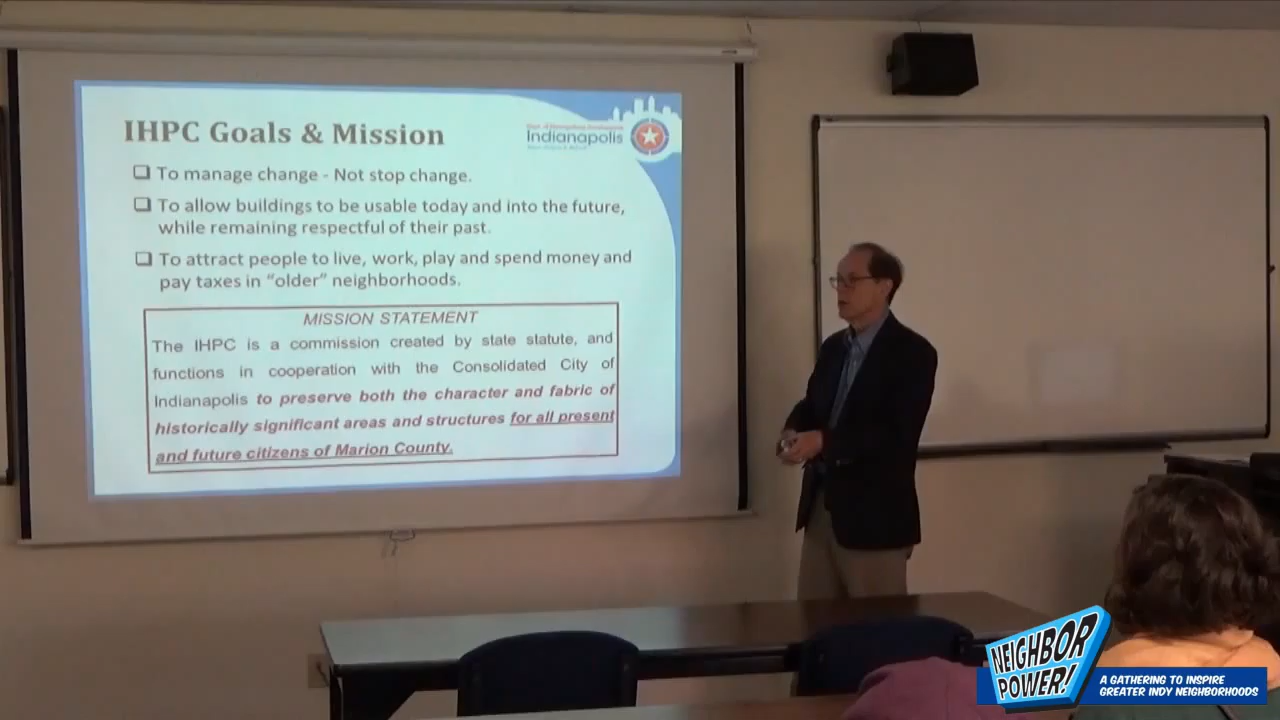 IHPC Goals & Mission
Indianapolis
❑ To manage change - Not stop change.
❑ To allow buildings to be usable today and into the future,
while remaining respectful of their past.
❑ To attract people to live, work, play and spend money and
pay taxes in “older” neighborhoods.
MISSION STATEMENT
The IHPC is a commission created by state statute, and
functions in cooperation with the Consolidated City of
Indianapolis to preserve both the character and fabric of
historically significant areas and structures for all present
and future citizens of Marion County.
NEIGHBOR
POWER!
A GATHERING TO INSPIRE
GREATER INDY NEIGHBORHOODS